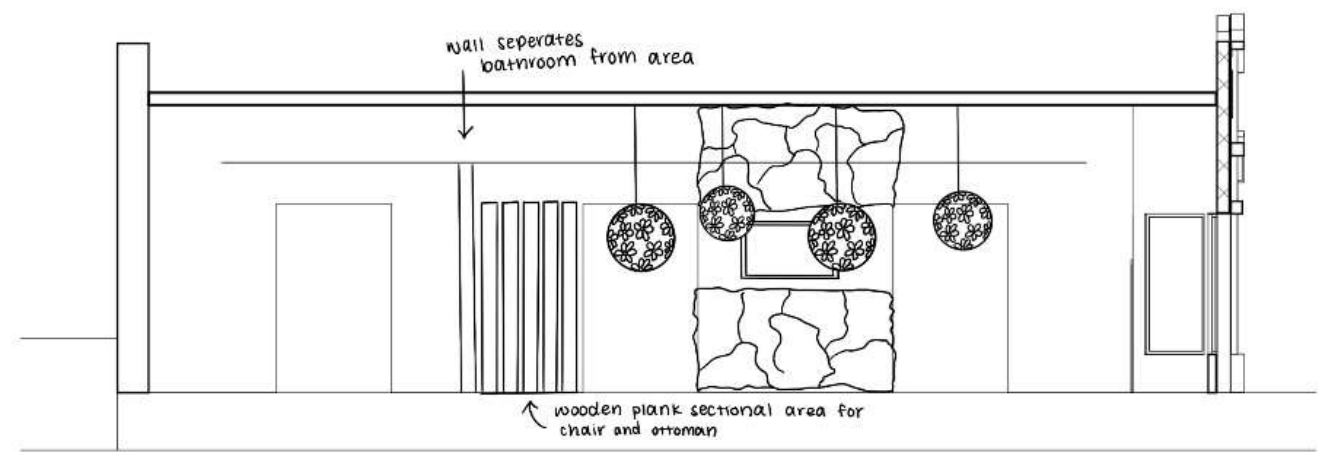 wall seperates
bathroom from area
wooden plank sectional area for
chair and ottoman